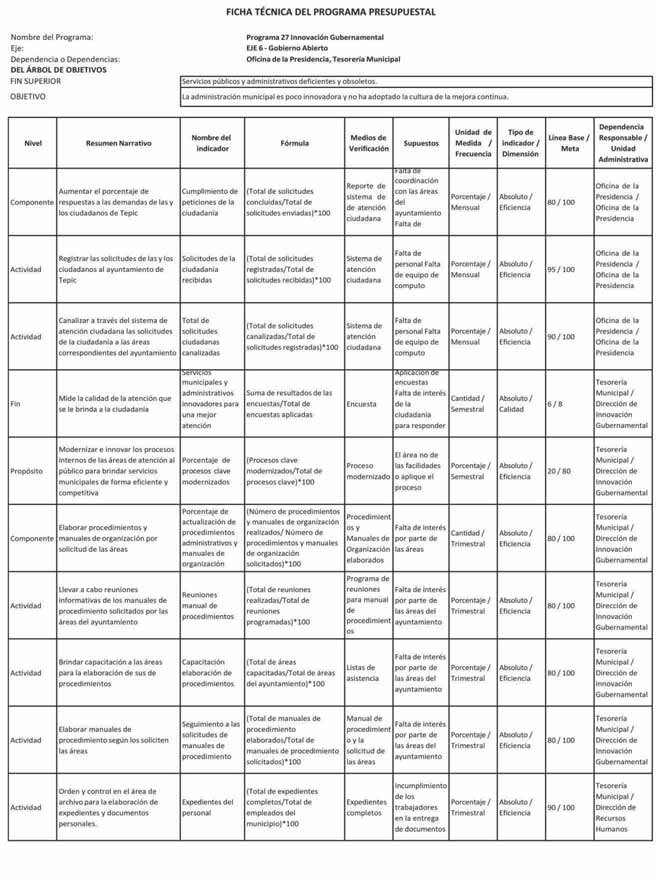 FICHA TÉCNICA DEL PROGRAMA PRESUPUESTAL
Nombre del Programa: Programa 27 Innovación Gubernamental
Eje: EJE 6 - Gobierno Abierto
Dependencia o Dependencias: Oficina de la Presidencia, Tesorería Municipal
DEL ÁRBOL DE OBJETIVOS
FIN SUPERIOR Servicios públicos y administrativos deficientes y obsoletos.
OBJETIVO La administración municipal es poco innovadora y no ha adoptado la cultura de la mejora continua.
Nivel
Resumen Narrativo
Nombre del
indicador
Fórmula
Medios de
Verificación
Supuestos
Unidad de
Medida /
Frecuencia
Tipo de
indicador /
Dimensión
Línea Base /
Meta
Dependencia
Responsable /
Unidad
Administrativa
Componente
Aumentar el porcentaje de
respuestas a las demandas de las y
los ciudadanos de Tepic
Cumplimiento de
peticiones de la
ciudadanía
(Total de solicitudes
concluidas/Total de
solicitudes enviadas)*100
Reporte de
sistema de
de atención
ciudadana
Falta de
coordinación
con las áreas
del
ayuntamiento
Falta de
Porcentaje /
Mensual
Absoluto /
Eficiencia
80 / 100
Oficina de la
Presidencia /
Oficina de la
Presidencia
Actividad
Registrar las solicitudes de las y los
ciudadanos al ayuntamiento de
Tepic
Solicitudes de la
ciudadanía
recibidas
(Total de solicitudes
registradas/Total de
solicitudes recibidas)*100
Sistema de
atención
ciudadana
Falta de
personal Falta
de equipo de
computo
Porcentaje /
Mensual
Absoluto /
Eficiencia
95 / 100
Oficina de la
Presidencia /
Oficina de la
Presidencia
Actividad
Canalizar a través del sistema de
atención ciudadana las solicitudes
de la ciudadanía a las áreas
correspondientes del ayuntamiento
Total de
solicitudes
ciudadanas
canalizadas
(Total de solicitudes
canalizadas/Total de
solicitudes registradas)*100
Sistema de
atención
ciudadana
Falta de
personal Falta
de equipo de
computo
Porcentaje /
Mensual
Absoluto /
Eficiencia
90 / 100
Oficina de la
Presidencia /
Oficina de la
Presidencia
Fin
Mide la calidad de la atención que
se le brinda a la ciudadanía
Servicios
municipales y
administrativos
innovadores para
una mejor
atención
Suma de resultados de las
encuestas/Total de
encuestas aplicadas
Encuesta
Aplicación de
encuestas
Falta de interés
de la
ciudadanía
para responder
Cantidad /
Semestral
Absoluto /
Calidad
6 / 8
Tesorería
Municipal /
Dirección de
Innovación
Gubernamental
Propósito
Modernizar e innovar los procesos
internos de las áreas de atención al
público para brindar servicios
municipales de forma eficiente y
competitiva
Porcentaje de
procesos clave
modernizados
(Procesos clave
modernizados/Total de
procesos clave)*100
Proceso
modernizado
El área no de
las facilidades
o aplique el
proceso
Porcentaje /
Semestral
Absoluto /
Eficiencia
20 / 80
Tesorería
Municipal /
Dirección de
Innovación
Gubernamental
Componente
Elaborar procedimientos y
manuales de organización por
solicitud de las áreas
Porcentaje de
actualización de
procedimientos
administrativos y
manuales de
organización
(Número de procedimientos
y manuales de organización
realizados/ Número de
procedimientos y manuales
de organización
solicitados)*100
Procedimient
os y
Manuales de
Organización
elaborados
Falta de interés
por parte de
las áreas
Cantidad /
Trimestral
Absoluto /
Eficiencia
80 / 100
Tesorería
Municipal /
Dirección de
Innovación
Gubernamental
Actividad
Llevar a cabo reuniones
informativas de los manuales de
procedimiento solicitados por las
áreas del ayuntamiento
Reuniones
manual de
procedimientos
(Total de reuniones
realizadas/Total de
reuniones
programadas)*100
Programa de
reuniones
para manual
de
procedimient
os
Falta de interés
por parte de
las áreas del
ayuntamiento
Porcentaje /
Trimestral
Absoluto /
Eficiencia
80 / 100
Tesorería
Municipal /
Dirección de
Innovación
Gubernamental
Actividad
Brindar capacitación a las áreas
para la elaboración de sus de
procedimientos
Capacitación
elaboración de
procedimientos
(Total de áreas
capacitadas/Total de áreas
del ayuntamiento)*100
Listas de
asistencia
Falta de interés
por parte de
las áreas del
ayuntamiento
Porcentaje /
Trimestral
Absoluto /
Eficiencia
80 / 100
Tesorería
Municipal /
Dirección de
Innovación
Gubernamental
Actividad
Elaborar manuales de
procedimiento según los soliciten
las áreas
Seguimiento a las
solicitudes de
manuales de
procedimiento
(Total de manuales de
procedimiento
elaborados/Total de
manuales de procedimiento
solicitados)*100
Manual de
procedimient
o y la
solicitud de
las áreas
Falta de interés
por parte de
las áreas del
ayuntamiento
Porcentaje /
Trimestral
Absoluto /
Eficiencia
80 / 100
Tesorería
Municipal /
Dirección de
Innovación
Gubernamental
Actividad
Orden y control en el área de
archivo para la elaboración de
expedientes y documentos
personales.
Expedientes del
personal
(Total de expedientes
completos/Total de
empleados del
municipio)*100
Expedientes
completos
Incumplimiento
de los
trabajadores
en la entrega
de documentos
Porcentaje /
Trimestral
Absoluto /
Eficiencia
90 / 100
Tesorería
Municipal /
Dirección de
Recursos
Humanos